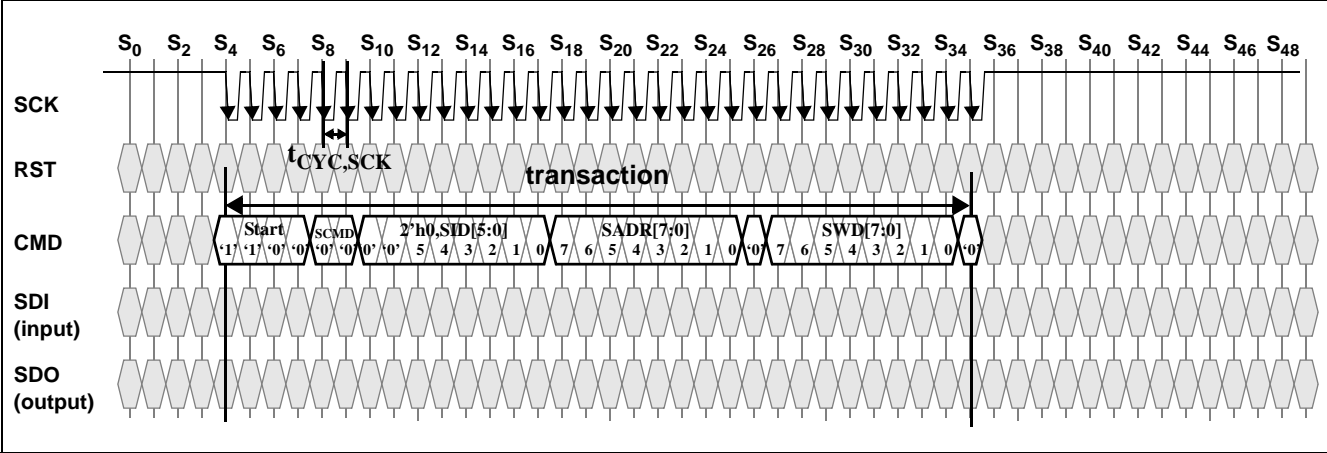 S0 S2 S4 S6 S8 S10 S12 S14 S16 S18 S20 S22 S24 S26 S28 S30 S32 S34 S36 S38 S40 S42 S44 S46 S48
SCK
tCYC,SCK
RST
transaction
CMD
Start SCMD 2'h0,SID[5:0] SADR[7:0] SWD[7:0]
‘1’ ‘1’ ‘0’ ‘0’ ‘0’ ‘0’ 0’ ‘0’ 5 4 3 2 1 0 7 6 5 4 3 2 1 0 ‘0’ 7 6 5 4 3 2 1 0 ‘0’
SDI
(input)
SDO
(output)